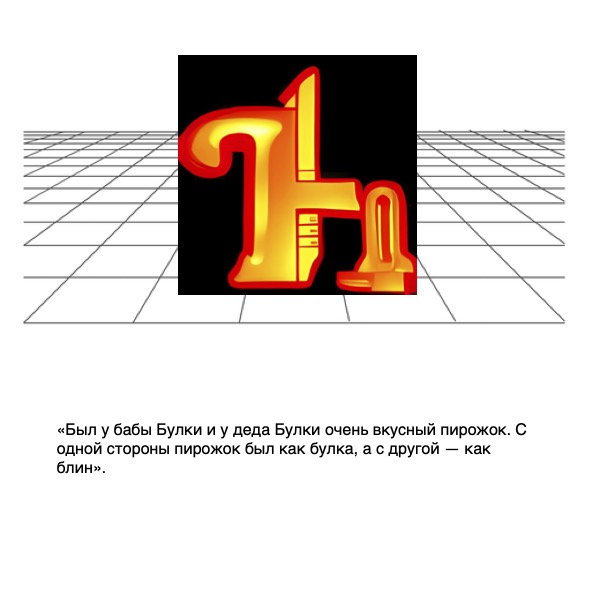 «Был у бабы Булки и у деда Булки очень вкусный пирожок. С
одной стороны пирожок был как булка, а с другой — как
блин».